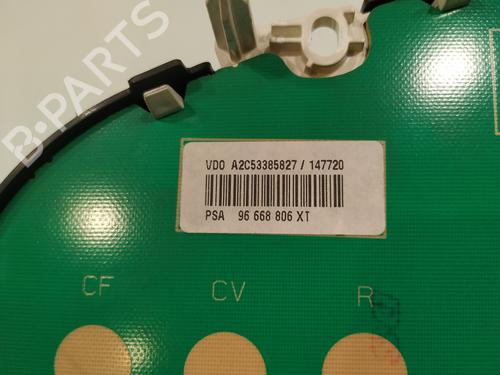 B-PARTS
VDO A2C53385827 / 147720
PSA 96 668 806 XT
CF CV R